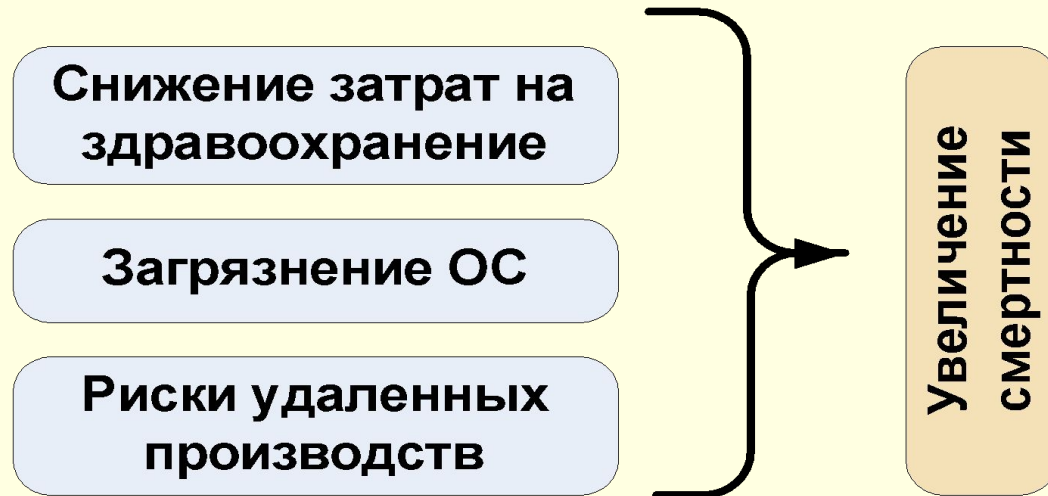 Снижение затрат на
здравоохранение
Загрязнение ОС
Риски удаленных
производств
Увеличение
смертности